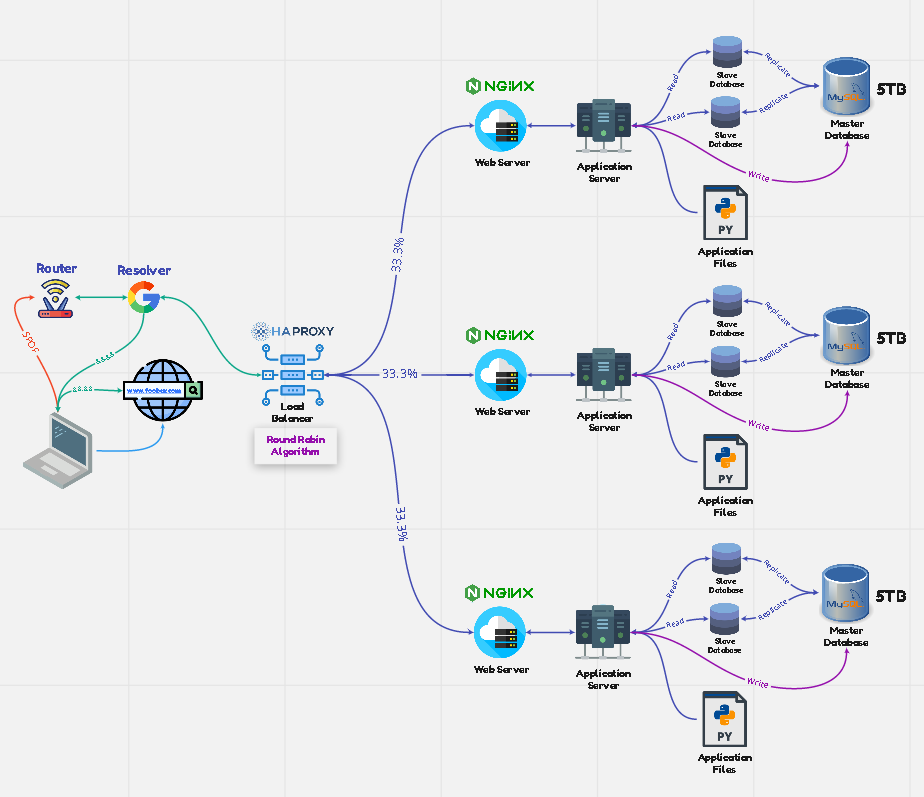 NGINX
Web Server
Application
Server
Read
Read
Slave
Database
Slave
Database
Replicate
Replicate
MySQL
5TB
Master
Database
Write
PY
Application
Files
33.3%
Router
Resolver
SPOF
8.8.8.8
8.8.8.8
www.foobar.com
HAPROXY
Load
Balancer
Round Robin
Algorithm
33.3%
NGINX
Web Server
Application
Server
Read
Read
Slave
Database
Slave
Database
Replicate
Replicate
MySQL
5TB
Master
Database
Write
PY
Application
Files
33.3%
NGINX
Web Server
Application
Server
Read
Read
Slave
Database
Slave
Database
Replicate
Replicate
MySQL
5TB
Master
Database
Write
PY
Application
Files